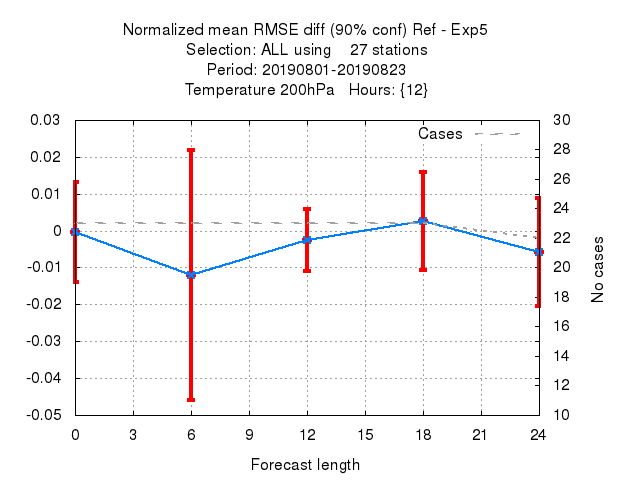 Normalized mean RMSE diff (90% conf) Ref - Exp5
Selection: ALL using    27 stations
Period: 20190801-20190823
Temperature 200hPa   Hours: {12}
Cases
0.03
0.02
0.01
0
-0.01
-0.02
-0.03
-0.04
-0.05
30
28
26
24
22
20
18
16
14
12
10
No cases
0 3 6 9 12 15 18 21 24
Forecast length